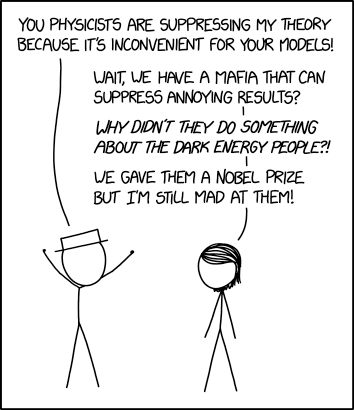 YOU PHYSICISTS ARE SUPPRESSING MY THEORY
BECAUSE IT'S INCONVENIENT FOR YOUR MODELS!
WAIT, WE HAVE A MAFIA THAT CAN
SUPPRESS ANNOYING RESULTS?
WHY DIDN'T THEY DO SOMETHING
ABOUT THE DARK ENERGY PEOPLE?!
WE GAVE THEM A NOBEL PRIZE
BUT I'M STILL MAD AT THEM!